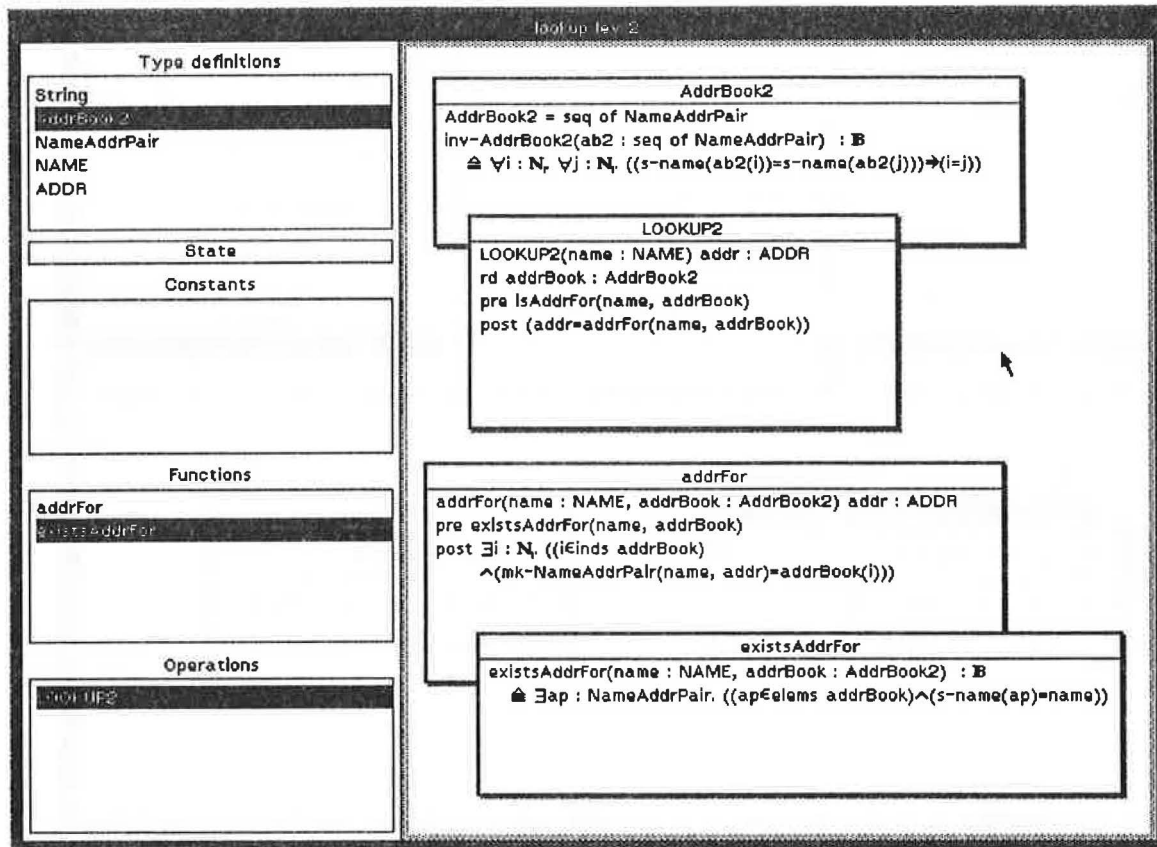 lookup lev 2
Type definitions
String
AddrBook2
NameAddrPair
NAME
ADDR
State
Constants
Functions
addrFor
existsAddrFor
Operations
LOOKUP2
AddrBook2
AddrBook2 = seq of NameAddrPair
inv-AddrBook2(ab2 : seq of NameAddrPair) : 𝔹
≙ ∀i : ℕ₁. ∀j : ℕ₁. ((s-name(ab2(i))=s-name(ab2(j)))→(i=j))
LOOKUP2
LOOKUP2(name : NAME) addr : ADDR
rd addrBook : AddrBook2
pre IsAddrFor(name, addrBook)
post (addr=addrFor(name, addrBook))
addrFor
addrFor(name : NAME, addrBook : AddrBook2) addr : ADDR
pre existsAddrFor(name, addrBook)
post ∃i : ℕ₁. ((i∈inds addrBook)
∧(mk-NameAddrPair(name, addr)=addrBook(i)))
existsAddrFor
existsAddrFor(name : NAME, addrBook : AddrBook2) : 𝔹
≙ ∃ap : NameAddrPair. ((ap∈elems addrBook)∧(s-name(ap)=name))